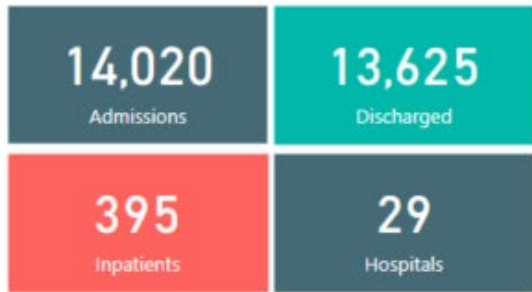 14,020
Admissions
13,625
Discharged
395
Inpatients
29
Hospitals